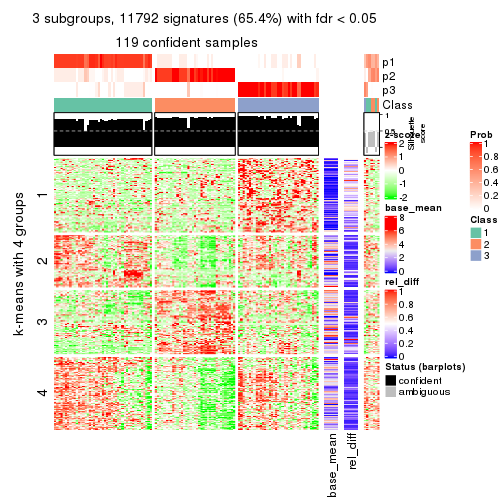 3 subgroups, 11792 signatures (65.4%) with fdr < 0.05
119 confident samples
p1
p2
p3
Class
1
0
Silhouette
score
k-means with 4 groups
1
2
3
4
base_mean
rel_diff
z-score
2
1
0
-1
-2
base_mean
8
6
4
2
0
rel_diff
1
0.8
0.6
0.4
0.2
0
Status (barplots)
confident
ambiguous
Prob
1
0.8
0.6
0.4
0.2
0
Class
1
2
3